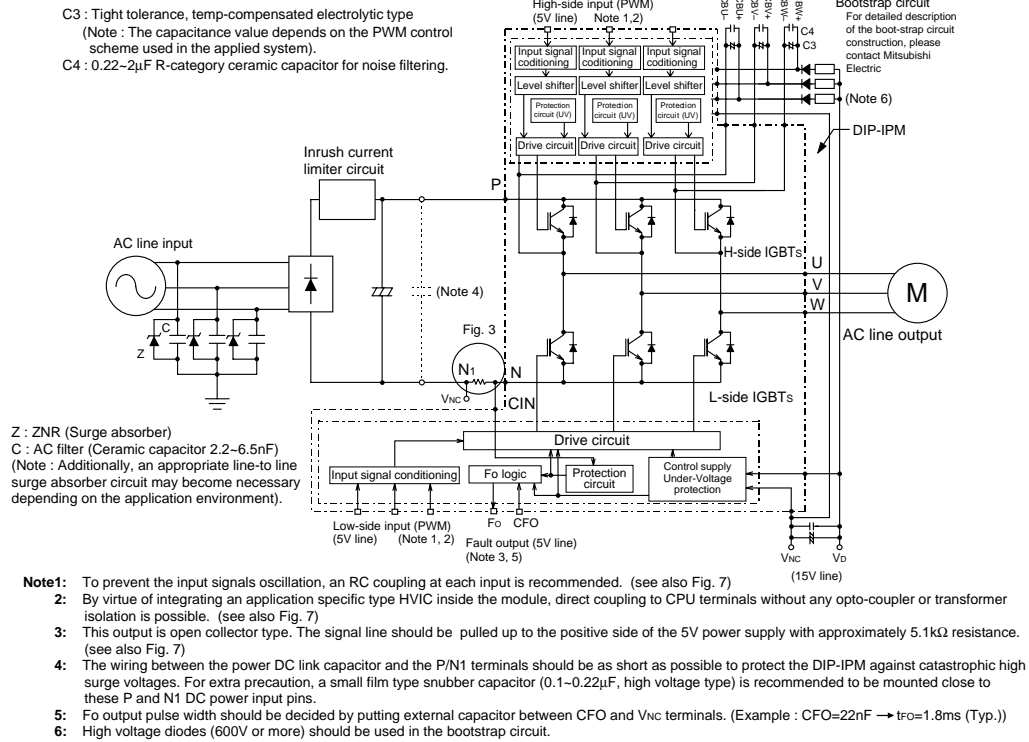 C3 : Tight tolerance, temp-compensated electrolytic type
(Note : The capacitance value depends on the PWM control
scheme used in the applied system).
C4 : 0.22~2μF R-category ceramic capacitor for noise filtering.
High-side input (PWM)
(5V line) Note 1,2)
CBU–
CBU+
CBV–
CBV+
CBW–
CBW+
C4
C3
Bootstrap circuit
For detailed description
of the boot-strap circuit
construction, please
contact Mitsubishi
Electric
(Note 6)
DIP-IPM
Input signal
coditioning
Input signal
coditioning
Input signal
coditioning
Level shifter
Level shifter
Level shifter
Protection
circuit (UV)
Protection
circuit (UV)
Protection
circuit (UV)
Drive circuit
Drive circuit
Drive circuit
Inrush current
limiter circuit
P
AC line input
H-side IGBTS
U
V
W
M
AC line output
(Note 4)
C
Z
Fig. 3
N1
N
VNC
CIN
L-side IGBTS
Z : ZNR (Surge absorber)
C : AC filter (Ceramic capacitor 2.2~6.5nF)
(Note : Additionally, an appropriate line-to line
surge absorber circuit may become necessary
depending on the application environment).
Drive circuit
Input signal conditioning
Fo logic
Protection
circuit
Control supply
Under-Voltage
protection
Low-side input (PWM)
(5V line) (Note 1, 2)
FO CFO
Fault output (5V line)
(Note 3, 5)
VNC VD
(15V line)
Note1: To prevent the input signals oscillation, an RC coupling at each input is recommended. (see also Fig. 7)
2: By virtue of integrating an application specific type HVIC inside the module, direct coupling to CPU terminals without any opto-coupler or transformer
isolation is possible. (see also Fig. 7)
3: This output is open collector type. The signal line should be pulled up to the positive side of the 5V power supply with approximately 5.1kΩ resistance.
(see also Fig. 7)
4: The wiring between the power DC link capacitor and the P/N1 terminals should be as short as possible to protect the DIP-IPM against catastrophic high
surge voltages. For extra precaution, a small film type snubber capacitor (0.1~0.22μF, high voltage type) is recommended to be mounted close to
these P and N1 DC power input pins.
5: Fo output pulse width should be decided by putting external capacitor between CFO and VNC terminals. (Example : CFO=22nF → tFO=1.8ms (Typ.))
6: High voltage diodes (600V or more) should be used in the bootstrap circuit.